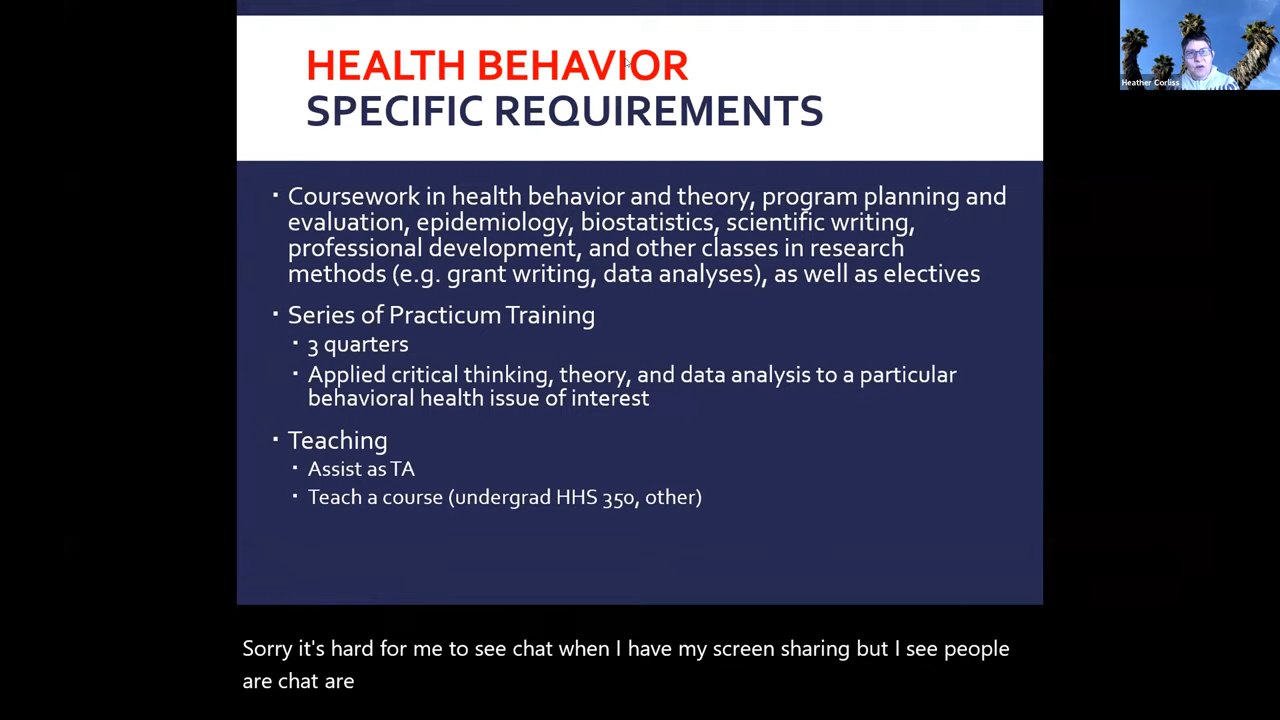 HEALTH BEHAVIOR
SPECIFIC REQUIREMENTS
Heather Corliss
▪ Coursework in health behavior and theory, program planning and
evaluation, epidemiology, biostatistics, scientific writing,
professional development, and other classes in research
methods (e.g. grant writing, data analyses), as well as electives
▪ Series of Practicum Training
▪ 3 quarters
▪ Applied critical thinking, theory, and data analysis to a particular
behavioral health issue of interest
▪ Teaching
▪ Assist as TA
▪ Teach a course (undergrad HHS 350, other)
Sorry it's hard for me to see chat when I have my screen sharing but I see people
are chat are